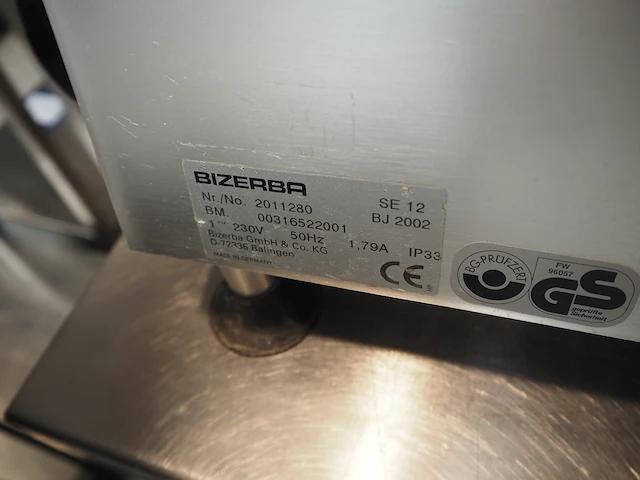 BIZERBA SE 12
Nr./No. 2011280 BJ 2002
BM. 00316522001
1~ 230V 50Hz 1,79A IP33
Bizerba GmbH & Co. KG
D-72336 Balingen
MADE IN GERMANY
CE
BG-PRÜFZERT
FW
96057
GS
geprüfte
Sicherheit